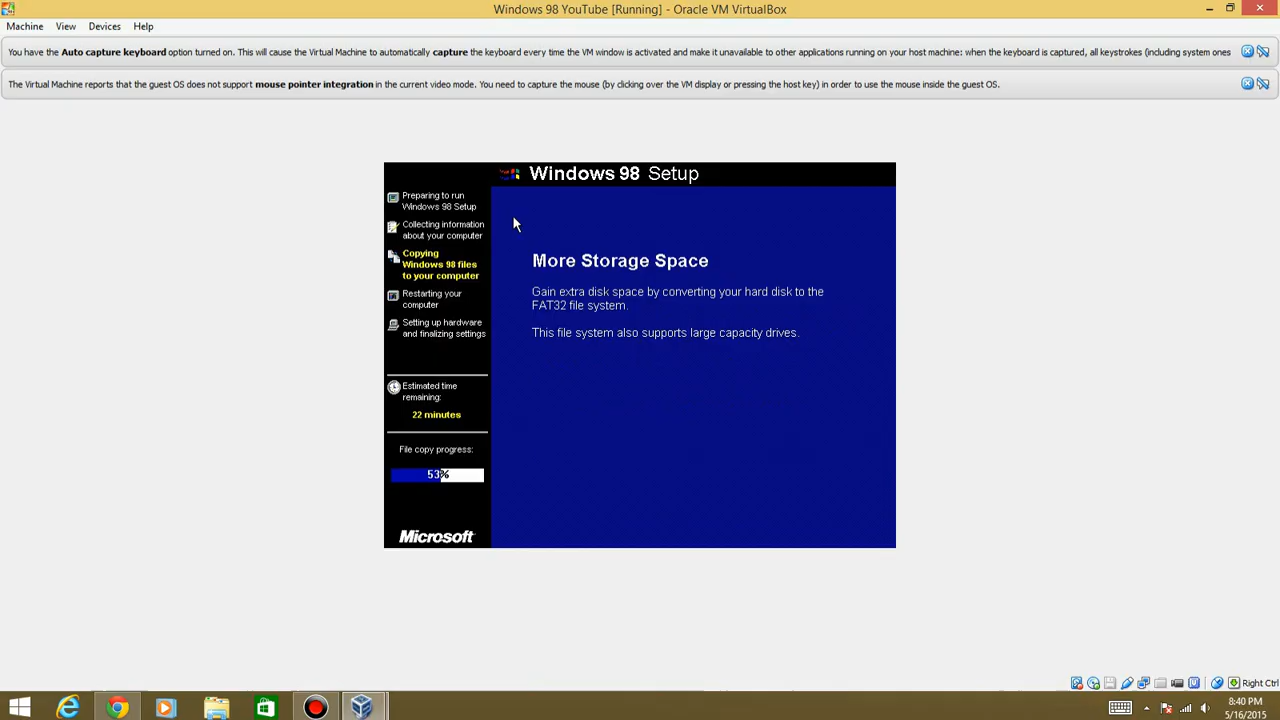 Windows 98 YouTube [Running] - Oracle VM VirtualBox
Machine View Devices Help
You have the Auto capture keyboard option turned on. This will cause the Virtual Machine to automatically capture the keyboard every time the VM window is activated and make it unavailable to other applications running on your host machine: when the keyboard is captured, all keystrokes (including system ones
The Virtual Machine reports that the guest OS does not support mouse pointer integration in the current video mode. You need to capture the mouse (by clicking over the VM display or pressing the host key) in order to use the mouse inside the guest OS.
Windows 98 Setup
Preparing to run
Windows 98 Setup
Collecting information
about your computer
Copying
Windows 98 files
to your computer
Restarting your
computer
Setting up hardware
and finalizing settings
Estimated time
remaining:
22 minutes
File copy progress:
53%
Microsoft
More Storage Space
Gain extra disk space by converting your hard disk to the
FAT32 file system.
This file system also supports large capacity drives.
Right Ctrl
8:40 PM
5/16/2015